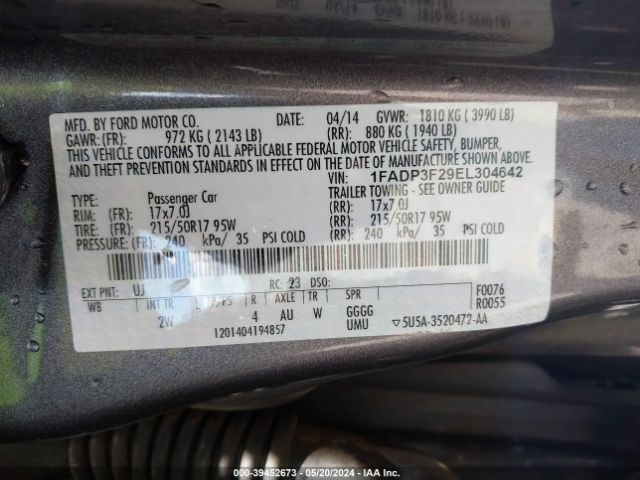 MFD. BY FORD MOTOR CO. DATE: 04/14 GVWR: 1810 KG ( 3990 LB)
GAWR: (FR): 972 KG ( 2143 LB) (RR): 880 KG ( 1940 LB)
THIS VEHICLE CONFORMS TO ALL APPLICABLE FEDERAL MOTOR VEHICLE SAFETY, BUMPER,
AND THEFT PREVENTION STANDARDS IN EFFECT ON THE DATE OF MANUFACTURE SHOWN ABOVE.
VIN: 1FADP3F29EL304642
TYPE: Passenger Car TRAILER TOWING - SEE OWNER GUIDE
RIM: (FR): 17x7.0J (RR): 17x7.0J
TIRE: (FR): 215/50R17 95W (RR): 215/50R17 95W
PRESSURE: (FR): 240 kPa/ 35 PSI COLD (RR): 240 kPa/ 35 PSI COLD
EXT PNT: UJ RC: 23 DSO: F0076
WB INT TR R AXLE TR SPR R0055
2W 4 AU W GGGG
1201404194857 UMU 5U5A-3520472-AA
000-39452673 - 05/20/2024 - IAA Inc.